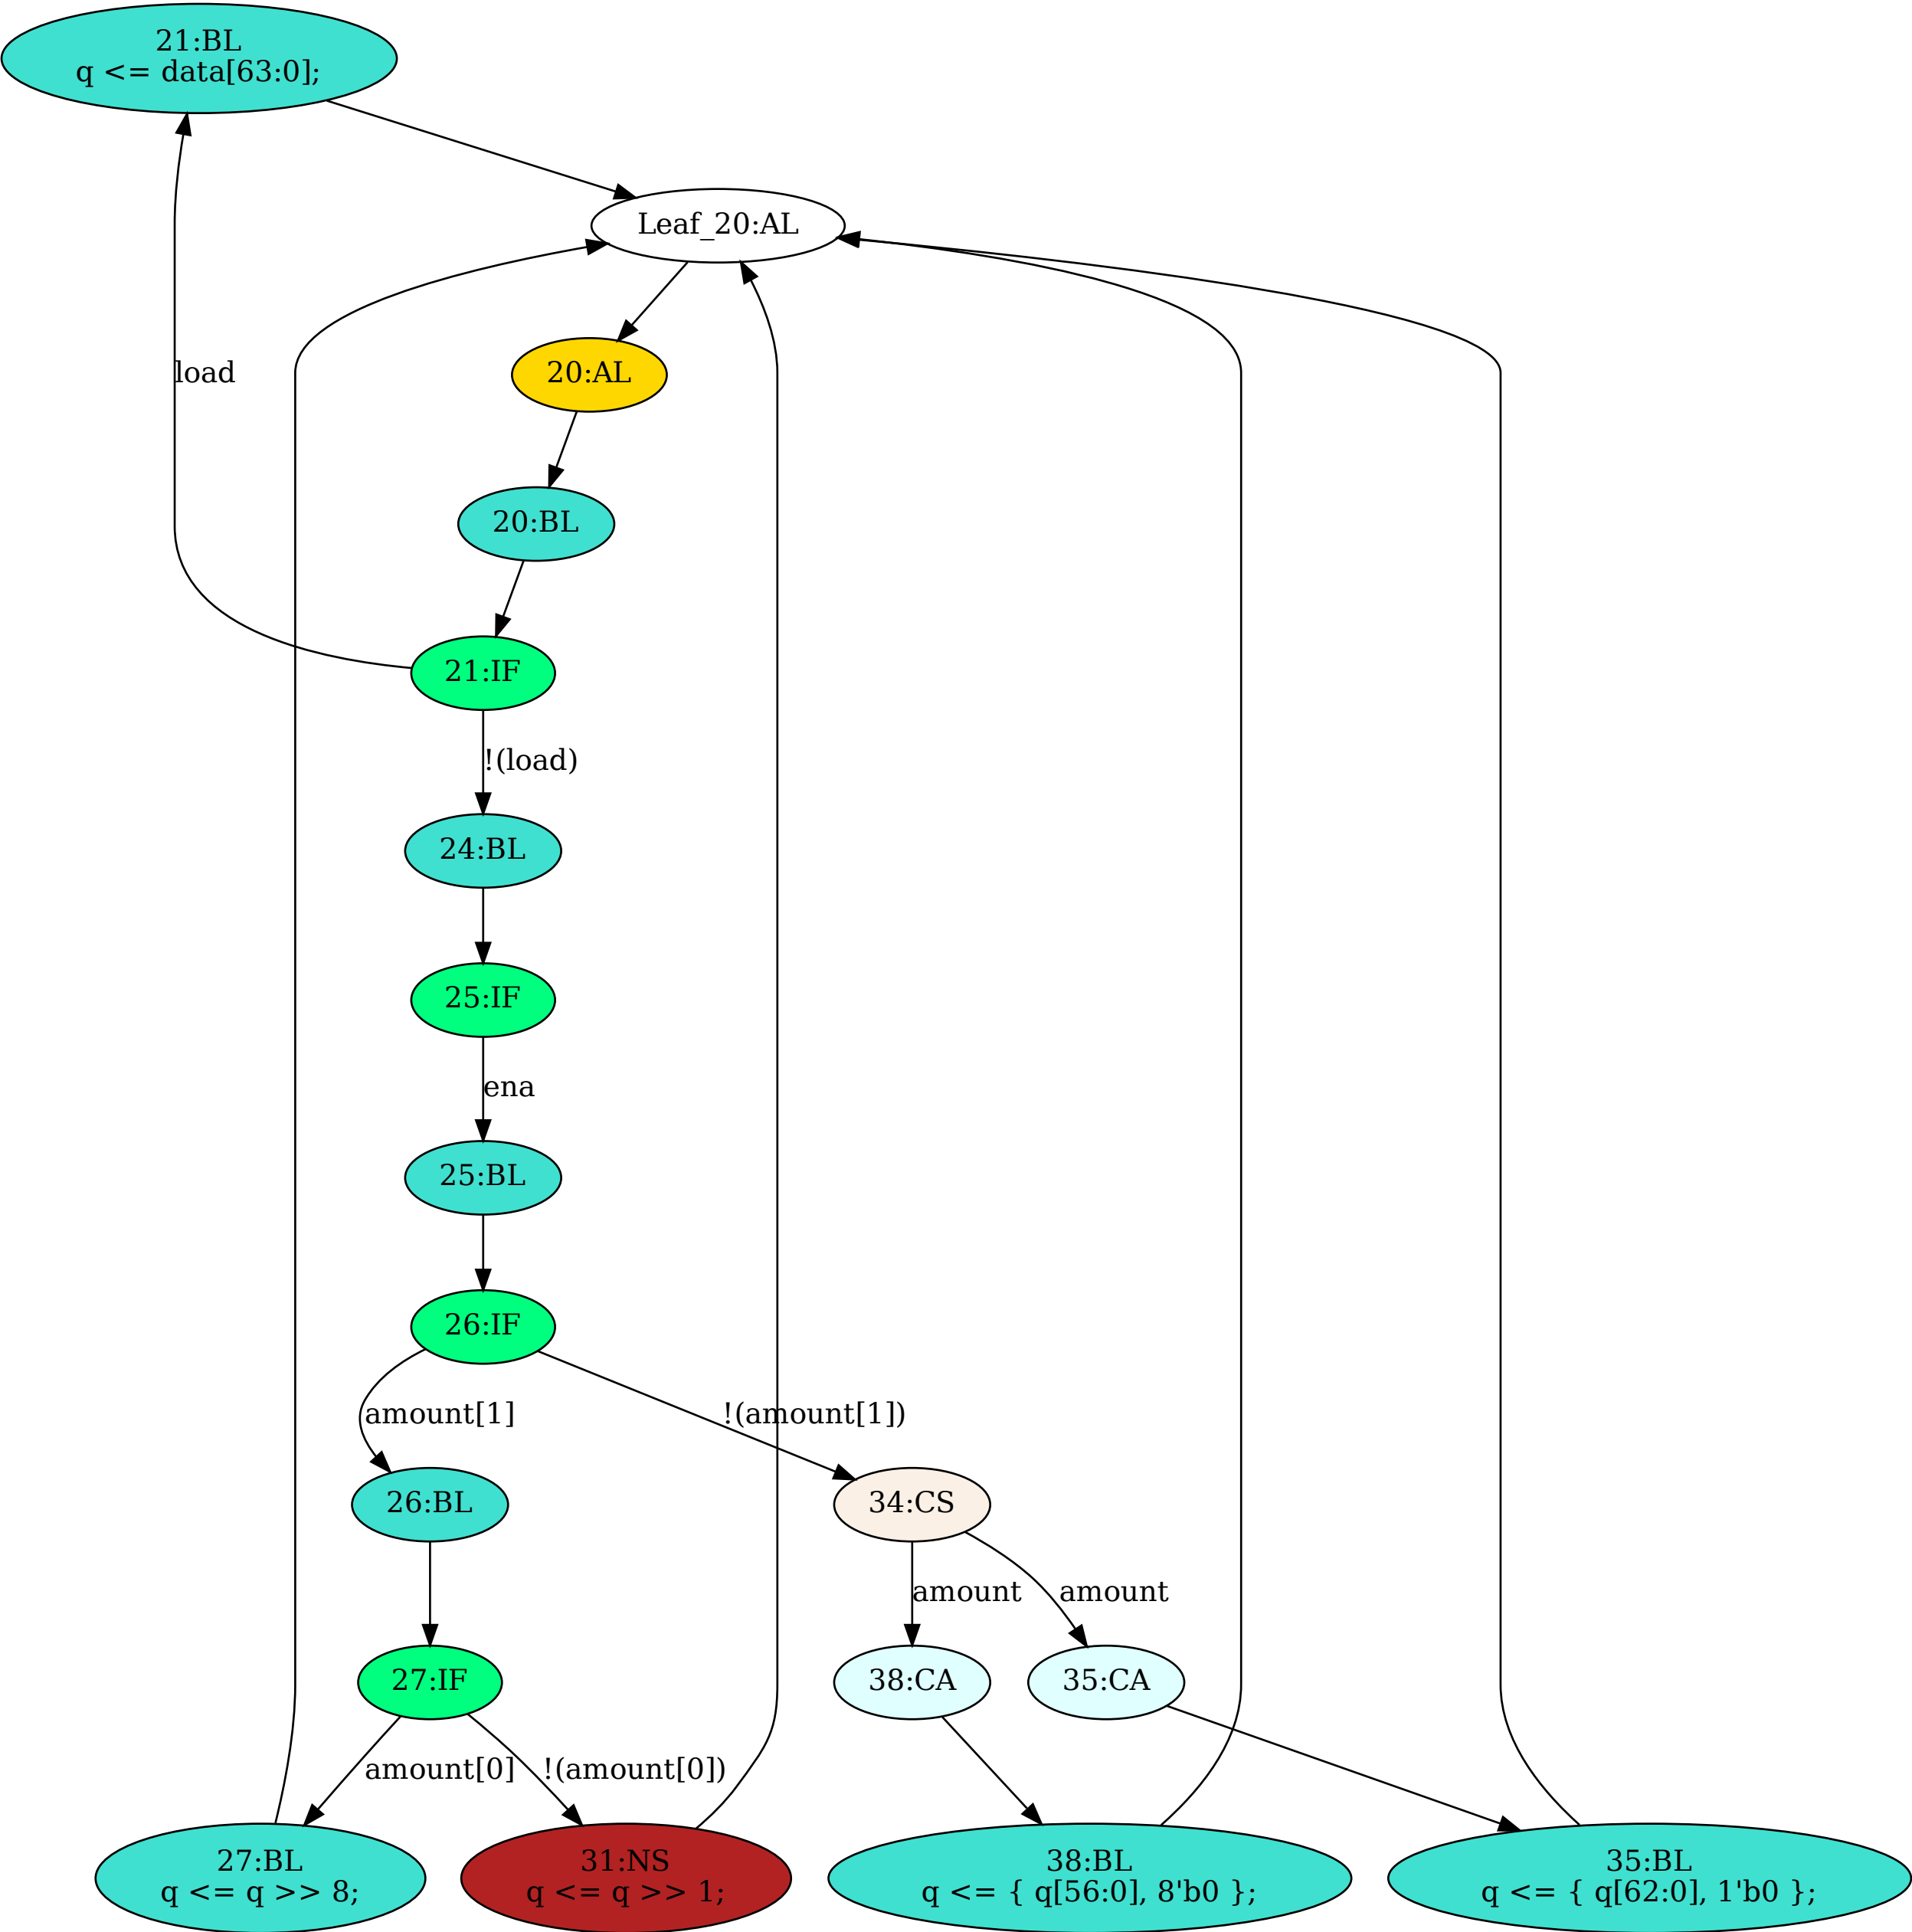 21:BL
q <= data[63:0];
Leaf_20:AL
load
20:AL
20:BL
21:IF
!(load)
24:BL
25:IF
ena
25:BL
26:IF
amount[1]
!(amount[1])
26:BL
34:CS
amount
amount
27:IF
38:CA
35:CA
amount[0]
!(amount[0])
27:BL
q <= q >> 8;
31:NS
q <= q >> 1;
38:BL
q <= { q[56:0], 8'b0 };
35:BL
q <= { q[62:0], 1'b0 };